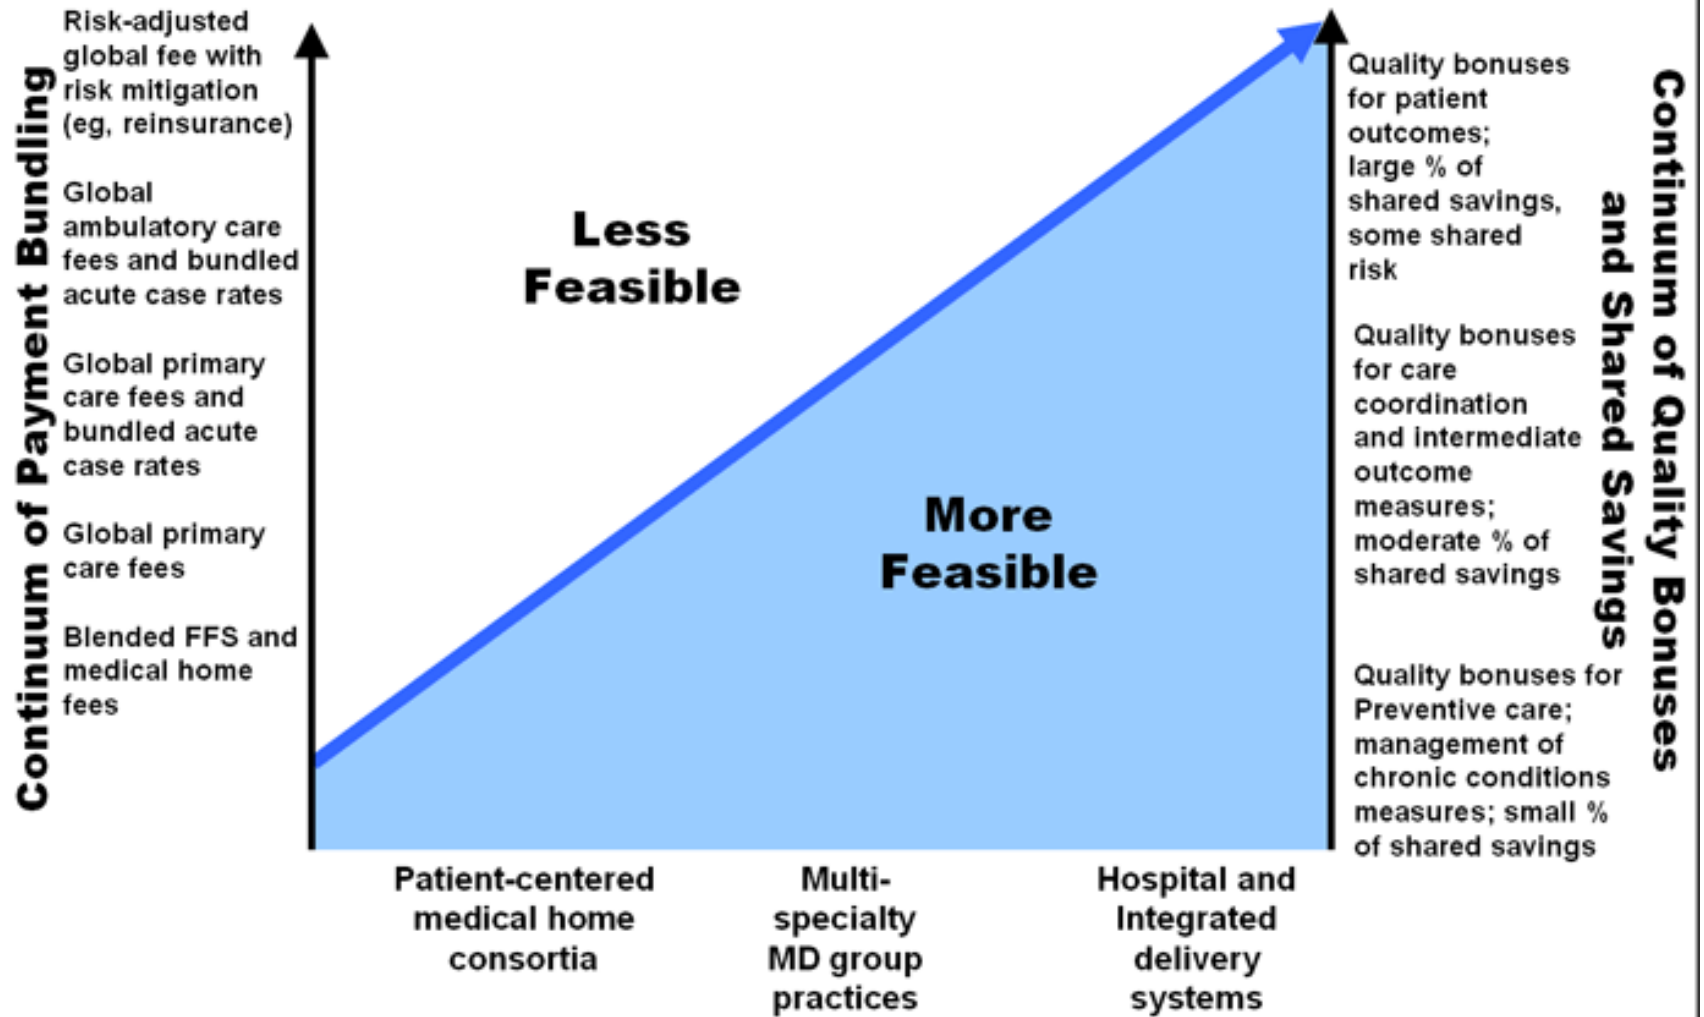 Continuum of Payment Bundling
Risk-adjusted
global fee with
risk mitigation
(eg, reinsurance)
Global
ambulatory care
fees and bundled
acute case rates
Global primary
care fees and
bundled acute
case rates
Global primary
care fees
Blended FFS and
medical home
fees
Less
Feasible
More
Feasible
Quality bonuses
for patient
outcomes;
large % of
shared savings,
some shared
risk
Quality bonuses
for care
coordination
and intermediate
outcome
measures;
moderate % of
shared savings
Quality bonuses for
Preventive care;
management of
chronic conditions
measures; small %
of shared savings
Continuum of Quality Bonuses
and Shared Savings
Patient-centered
medical home
consortia
Multi-
specialty
MD group
practices
Hospital and
Integrated
delivery
systems